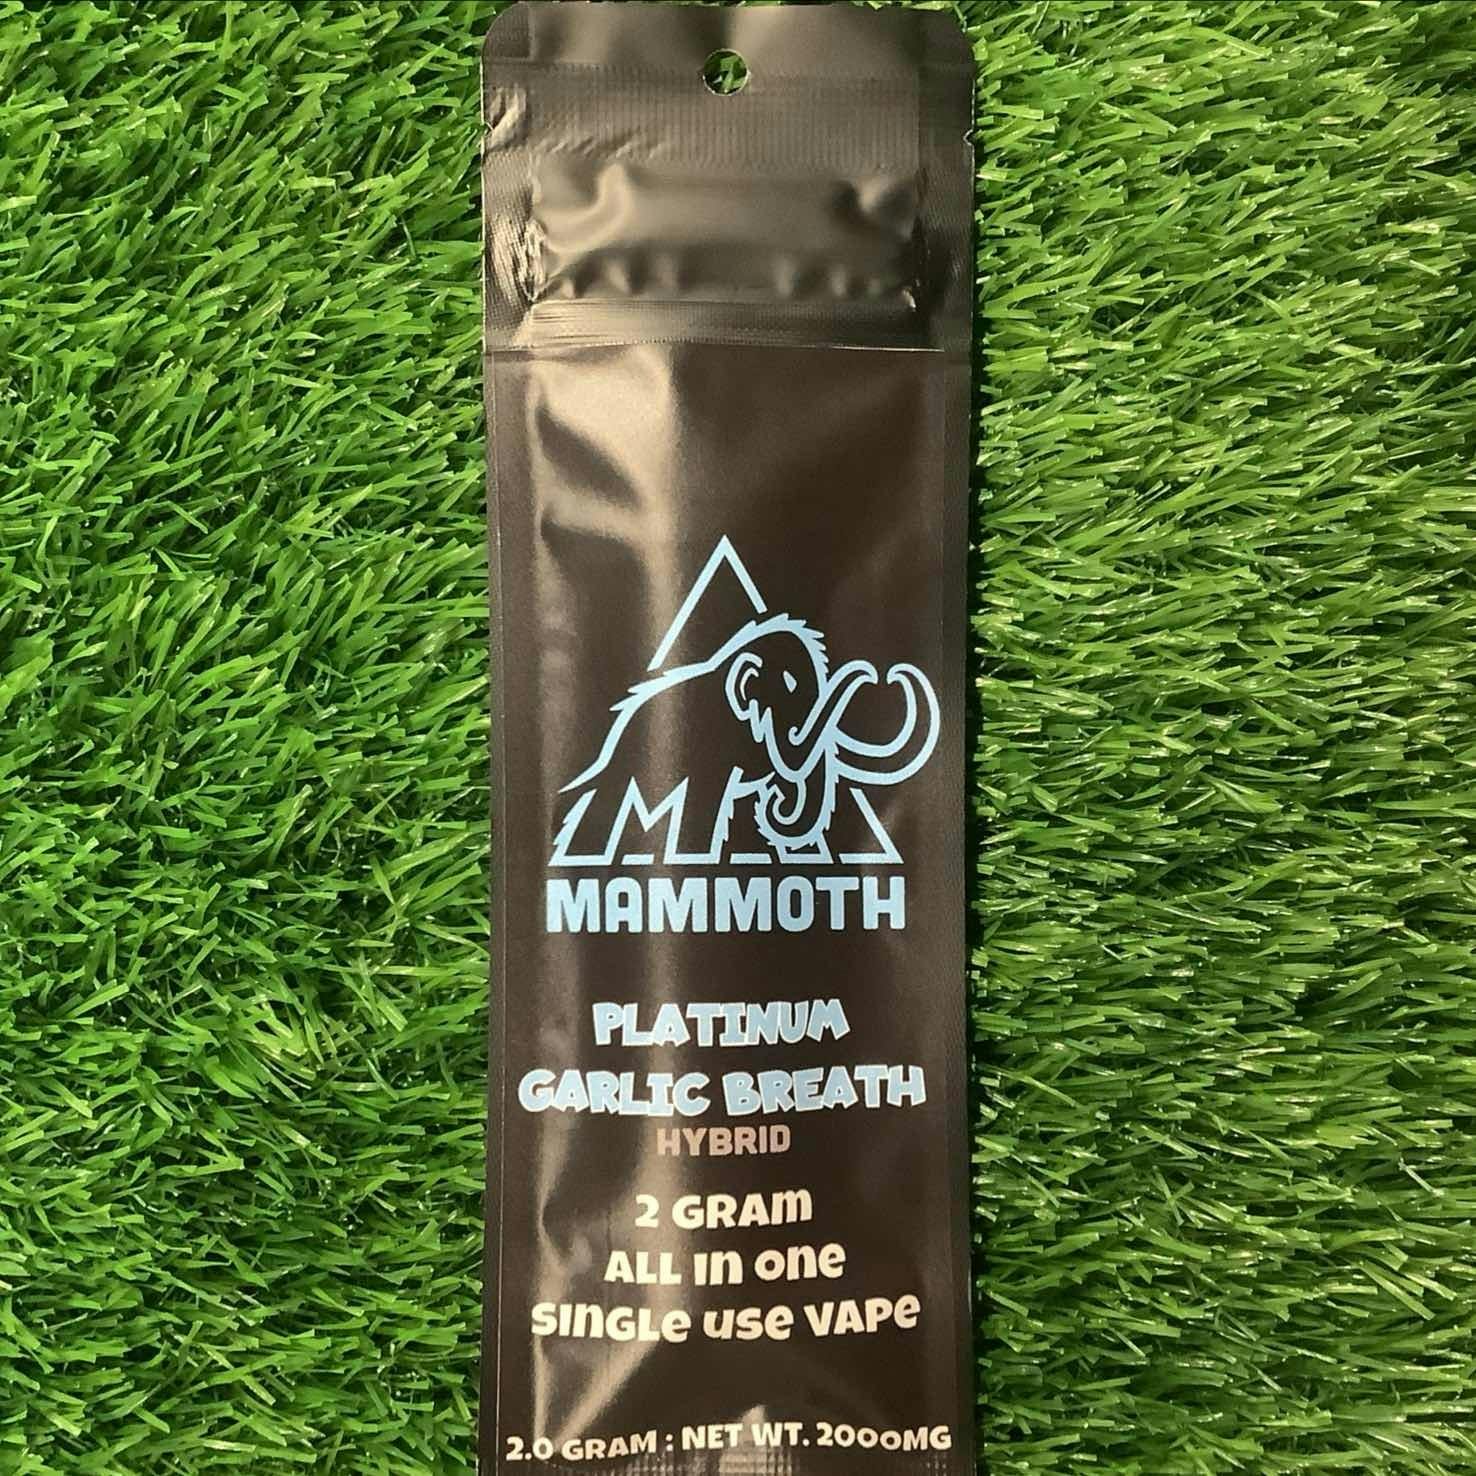 MAMMOTH
PLATINUM
GARLIC BREATH
HYBRID
2 GRAM
ALL IN ONE
SINGLE USE VAPE
2.0 GRAM : NET WT. 2000MG